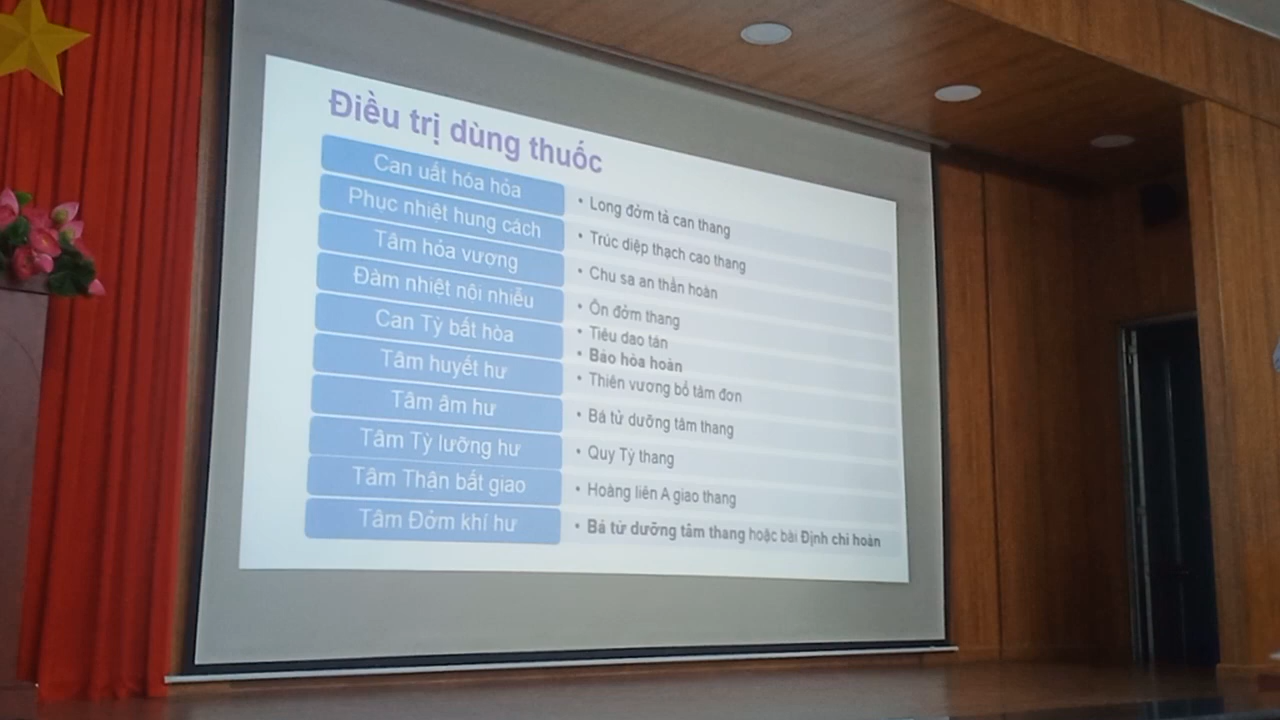 Điều trị dùng thuốc
Can uất hóa hỏa
• Long đởm tả can thang
Phục nhiệt hung cách
• Trúc diệp thạch cao thang
Tâm hỏa vượng
• Chu sa an thần hoàn
Đàm nhiệt nội nhiễu
• Ôn đởm thang
Can Tỳ bất hòa
• Tiêu dao tán
• Bảo hòa hoàn
Tâm huyết hư
• Thiên vương bổ tâm đơn
Tâm âm hư
• Bá tử dưỡng tâm thang
Tâm Tỳ lưỡng hư
• Quy Tỳ thang
Tâm Thận bất giao
• Hoàng liên A giao thang
Tâm Đởm khí hư
• Bá tử dưỡng tâm thang hoặc bài Định chí hoàn